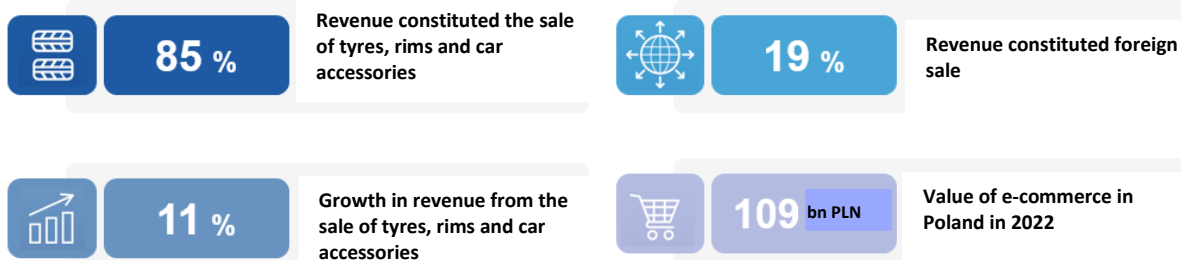 85 %
Revenue constituted the sale
of tyres, rims and car
accessories
19 %
Revenue constituted foreign
sale
11 %
Growth in revenue from the
sale of tyres, rims and car
accessories
109 bn PLN
Value of e-commerce in
Poland in 2022